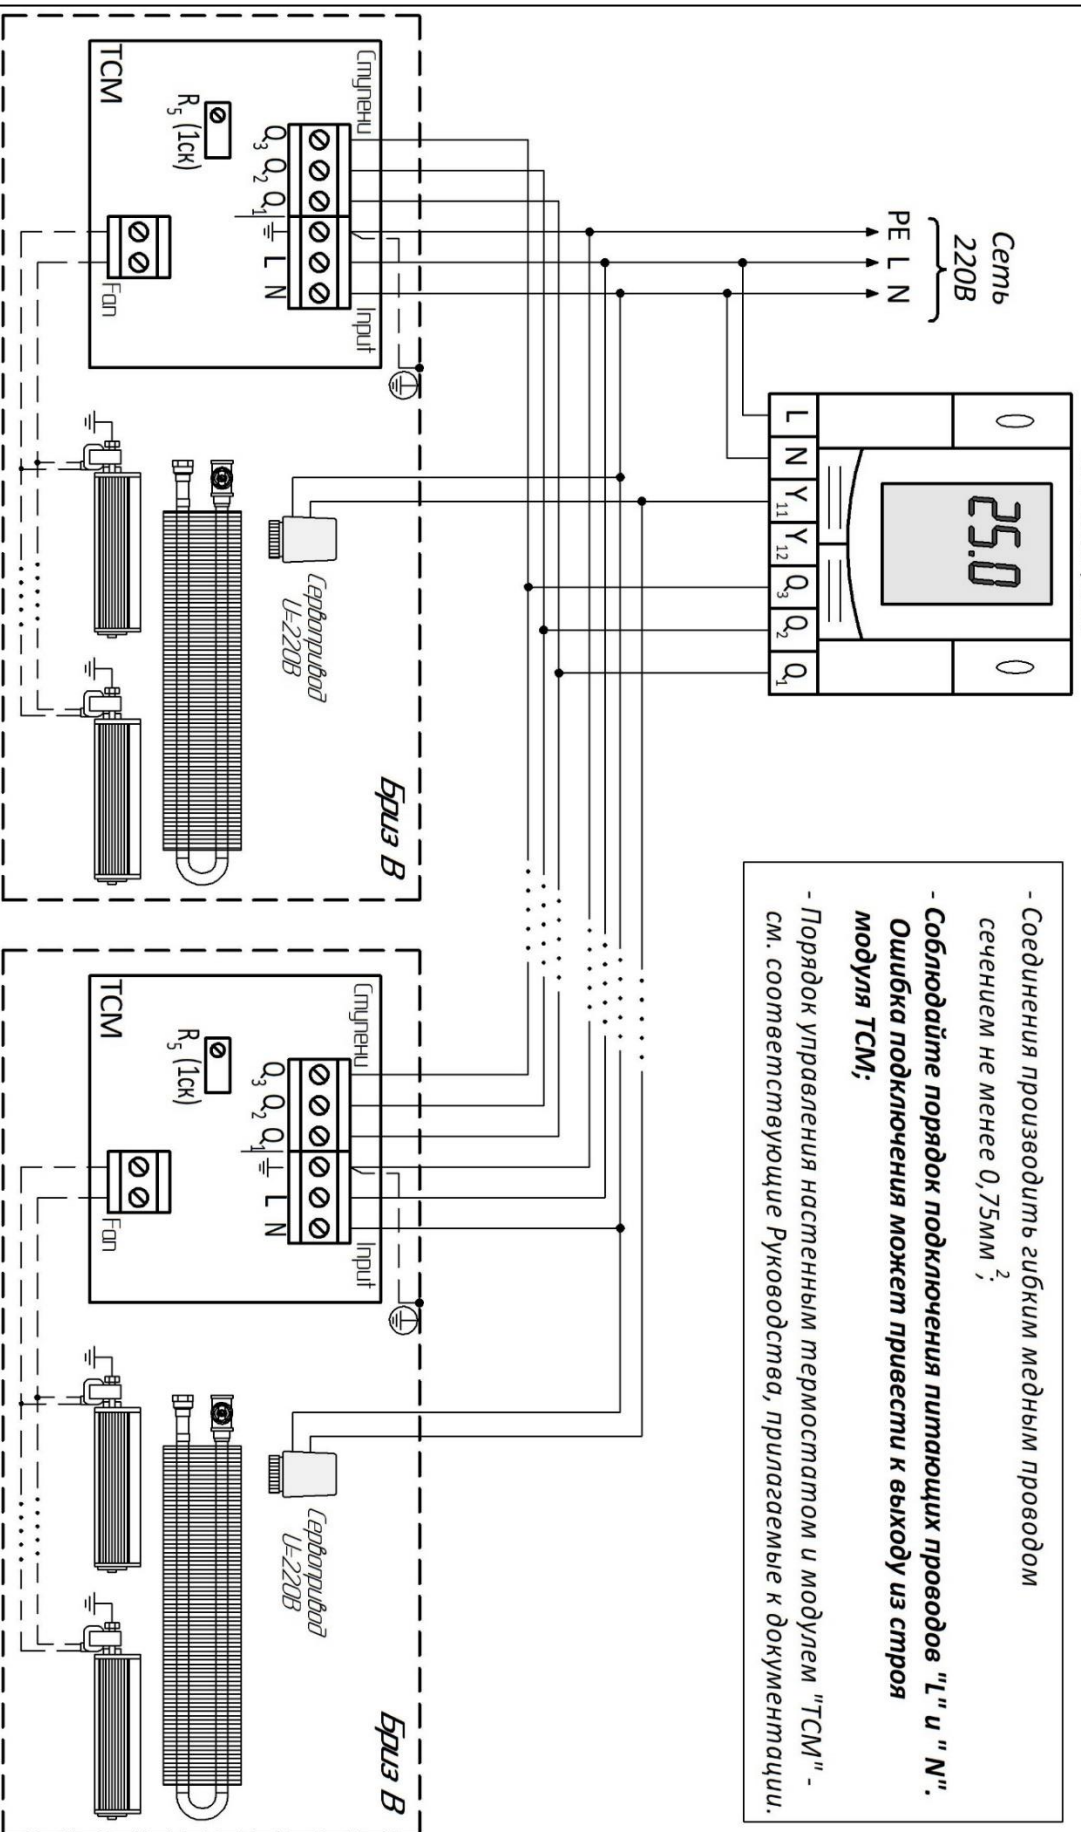 Сеть
220В
PE L N
25.0
L N Y11 Y12 Q3 Q2 Q1
- Соединения производить гибким медным проводом
сечением не менее 0,75мм²;
- Соблюдайте порядок подключения питающих проводов "L" и " N".
Ошибка подключения может привести к выходу из строя
модуля ТСМ;
- Порядок управления настенным термостатом и модулем "ТСМ" -
см. соответствующие Руководства, прилагаемые к документации.
Ступени
Input
Q3 Q2 Q1 L N
R5 (1ск)
TCM
Fan
Сервопривод
U=220В
Бриз В
Ступени
Input
Q3 Q2 Q1 L N
R5 (1ск)
TCM
Fan
Сервопривод
U=220В
Бриз В